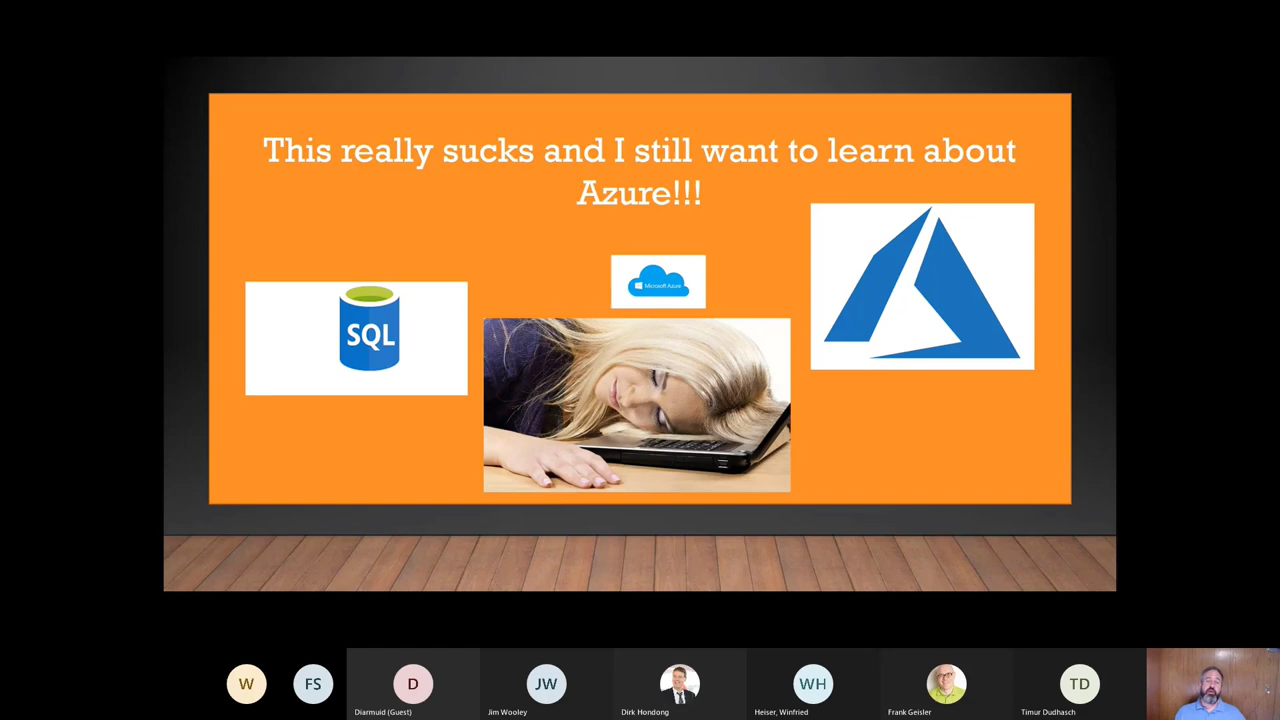 This really sucks and I still want to learn about
Azure!!!
Microsoft Azure
SQL
W
FS
D
JW
WH
TD
Diarmuid (Guest)
Jim Wooley
Dirk Hondong
Heiser, Winfried
Frank Geisler
Timur Dudhasch